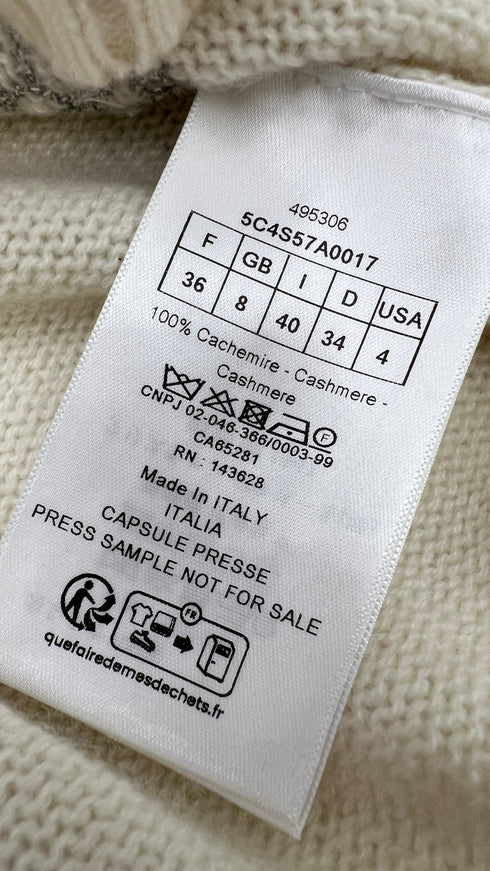 495306
5C4S57A0017
F GB I D USA
36 8 40 34 4
100% Cachemire - Cashmere -
Cashmere
F
CNPJ 02-046-366/0003-99
CA65281
RN : 143628
Made In ITALY
ITALIA
CAPSULE PRESSE
PRESS SAMPLE NOT FOR SALE
FR
quefairedemesdechets.fr